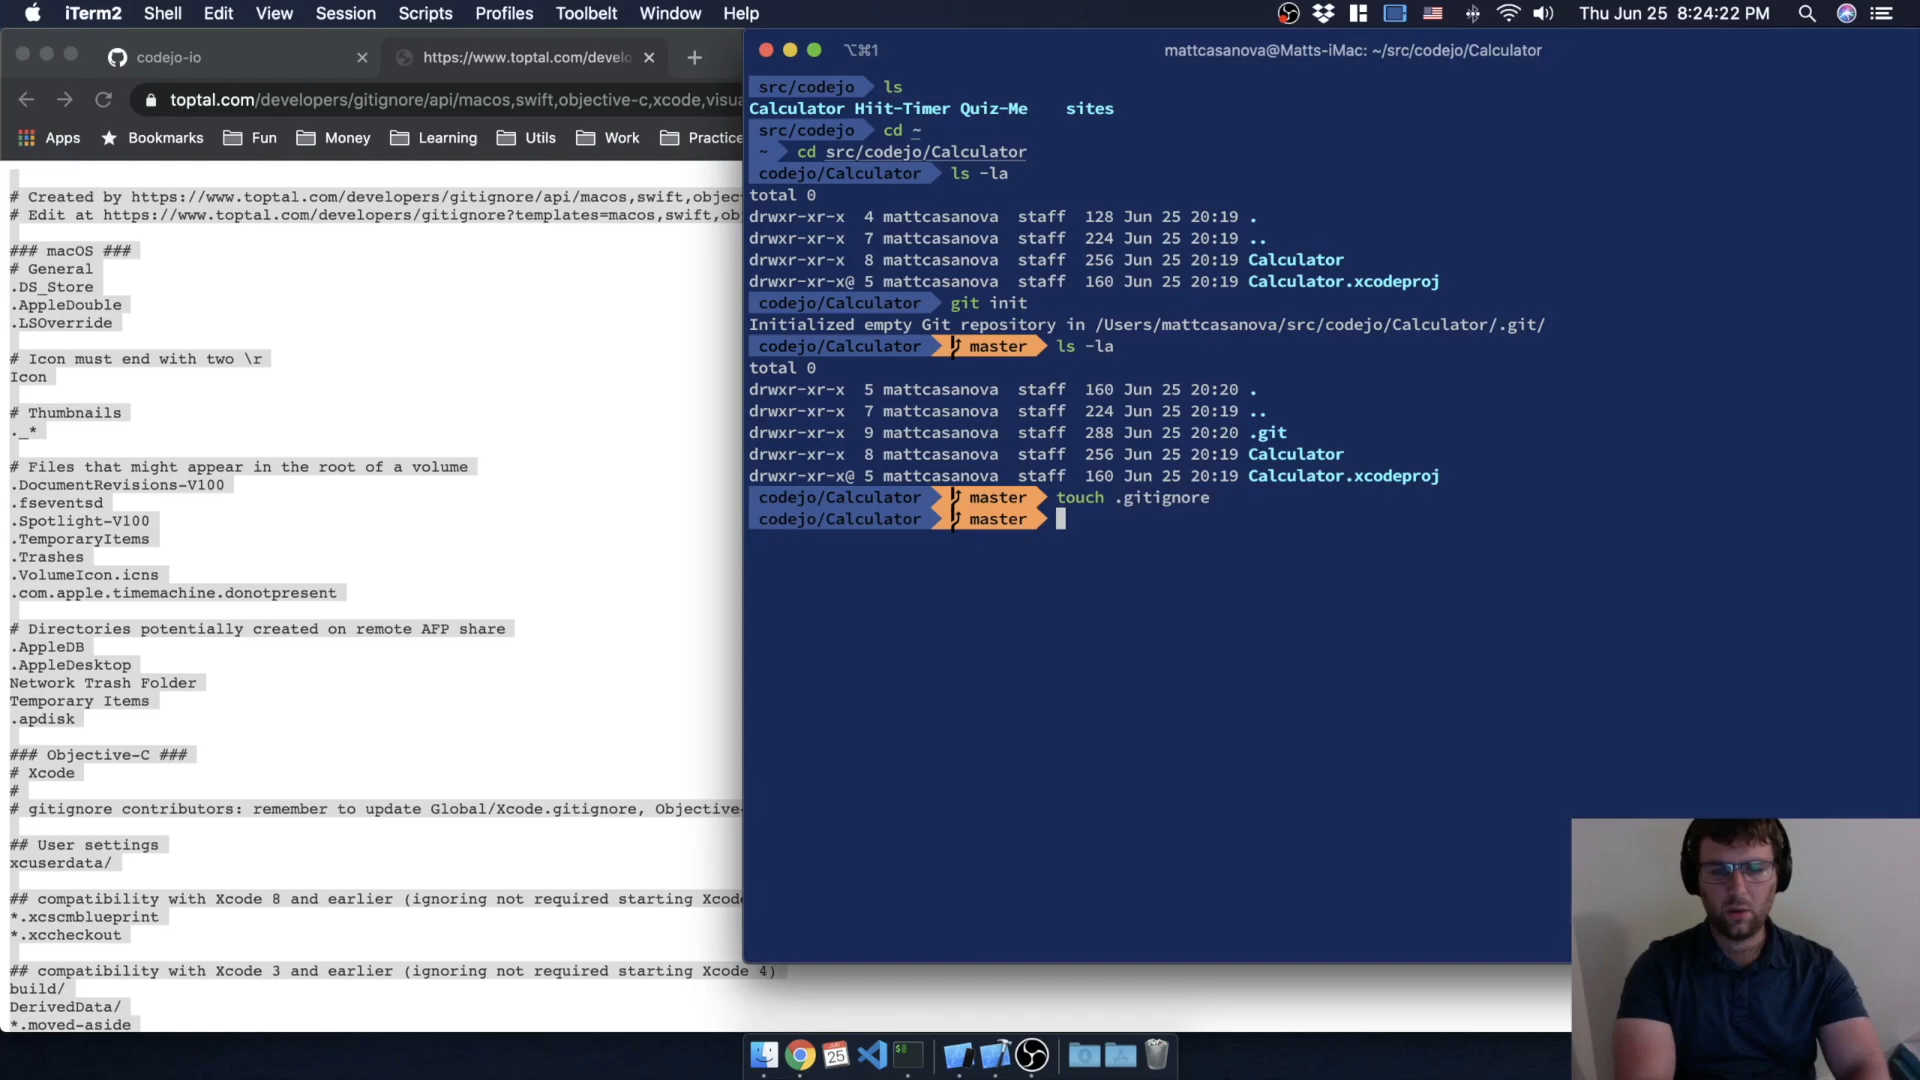 iTerm2 Shell Edit View Session Scripts Profiles Toolbelt Window Help Thu Jun 25 8:24:22 PM
codejo-io https://www.toptal.com/develo
toptal.com/developers/gitignore/api/macos,swift,objective-c,xcode,visua
Apps Bookmarks Fun Money Learning Utils Work Practice
# Created by https://www.toptal.com/developers/gitignore/api/macos,swift,objec
# Edit at https://www.toptal.com/developers/gitignore?templates=macos,swift,ob
### macOS ###
# General
.DS_Store
.AppleDouble
.LSOverride
# Icon must end with two \r
Icon
# Thumbnails
._*
# Files that might appear in the root of a volume
.DocumentRevisions-V100
.fseventsd
.Spotlight-V100
.TemporaryItems
.Trashes
.VolumeIcon.icns
.com.apple.timemachine.donotpresent
# Directories potentially created on remote AFP share
.AppleDB
.AppleDesktop
Network Trash Folder
Temporary Items
.apdisk
### Objective-C ###
# Xcode
#
# gitignore contributors: remember to update Global/Xcode.gitignore, Objective-
## User settings
xcuserdata/
## compatibility with Xcode 8 and earlier (ignoring not required starting Xcode
*.xcscmblueprint
*.xccheckout
## compatibility with Xcode 3 and earlier (ignoring not required starting Xcode 4)
build/
DerivedData/
*.moved-aside
⌥⌘1 mattcasanova@Matts-iMac: ~/src/codejo/Calculator
src/codejo ls
Calculator Hiit-Timer Quiz-Me sites
src/codejo cd ~
~ cd src/codejo/Calculator
codejo/Calculator ls -la
total 0
drwxr-xr-x 4 mattcasanova staff 128 Jun 25 20:19 .
drwxr-xr-x 7 mattcasanova staff 224 Jun 25 20:19 ..
drwxr-xr-x 8 mattcasanova staff 256 Jun 25 20:19 Calculator
drwxr-xr-x@ 5 mattcasanova staff 160 Jun 25 20:19 Calculator.xcodeproj
codejo/Calculator git init
Initialized empty Git repository in /Users/mattcasanova/src/codejo/Calculator/.git/
codejo/Calculator master ls -la
total 0
drwxr-xr-x 5 mattcasanova staff 160 Jun 25 20:20 .
drwxr-xr-x 7 mattcasanova staff 224 Jun 25 20:19 ..
drwxr-xr-x 9 mattcasanova staff 288 Jun 25 20:20 .git
drwxr-xr-x 8 mattcasanova staff 256 Jun 25 20:19 Calculator
drwxr-xr-x@ 5 mattcasanova staff 160 Jun 25 20:19 Calculator.xcodeproj
codejo/Calculator master touch .gitignore
codejo/Calculator master
25